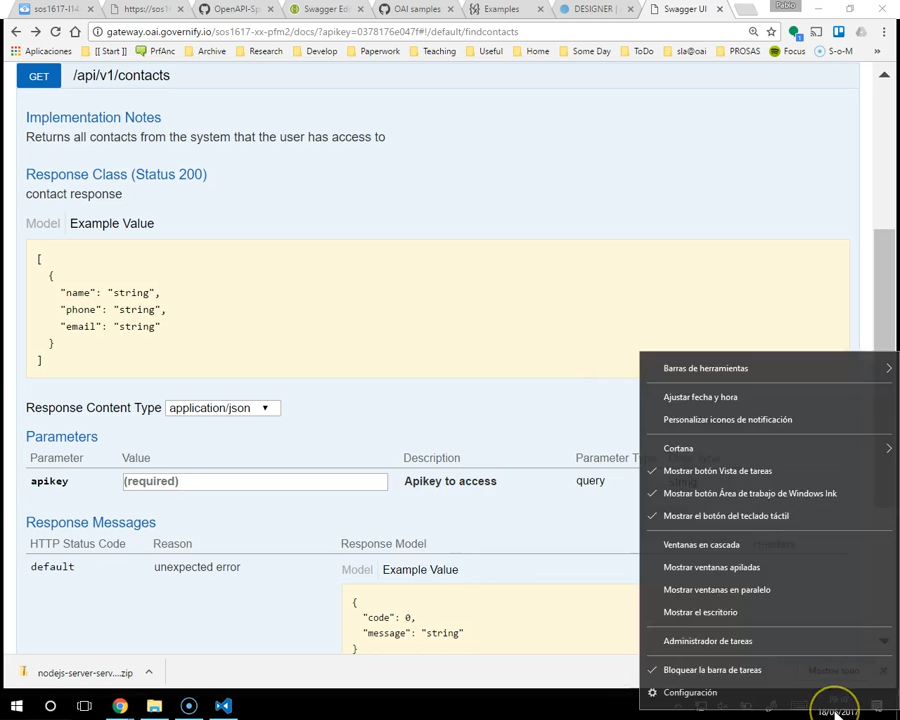 sos1617-I14
https://sos1
OpenAPI-Sp
Swagger Edi
OAI samples
Examples
DESIGNER |
Swagger UI
Pablo
gateway.oai.governify.io/sos1617-xx-pfm2/docs/?apikey=0378176e047f#!/default/findcontacts
Aplicaciones
[[ Start ]]
PrfAnc
Archive
Research
Develop
Paperwork
Teaching
Useful
Home
Some Day
ToDo
sla@oai
PROSAS
Focus
S-o-M
»
GET /api/v1/contacts
Implementation Notes
Returns all contacts from the system that the user has access to
Response Class (Status 200)
contact response
Model Example Value
[
{
"name": "string",
"phone": "string",
"email": "string"
}
]
Response Content Type application/json
Parameters
Parameter Value Description Parameter Ty
apikey (required) Apikey to access query
Response Messages
HTTP Status Code Reason Response Model
default unexpected error Model Example Value
{
"code": 0,
"message": "string"
}
Barras de herramientas
Ajustar fecha y hora
Personalizar iconos de notificación
Cortana
Mostrar botón Vista de tareas
Mostrar botón Área de trabajo de Windows Ink
Mostrar el botón del teclado táctil
Ventanas en cascada
Mostrar ventanas apiladas
Mostrar ventanas en paralelo
Mostrar el escritorio
Administrador de tareas
Bloquear la barra de tareas
Configuración
nodejs-server-serv....zip
Mostrar todo